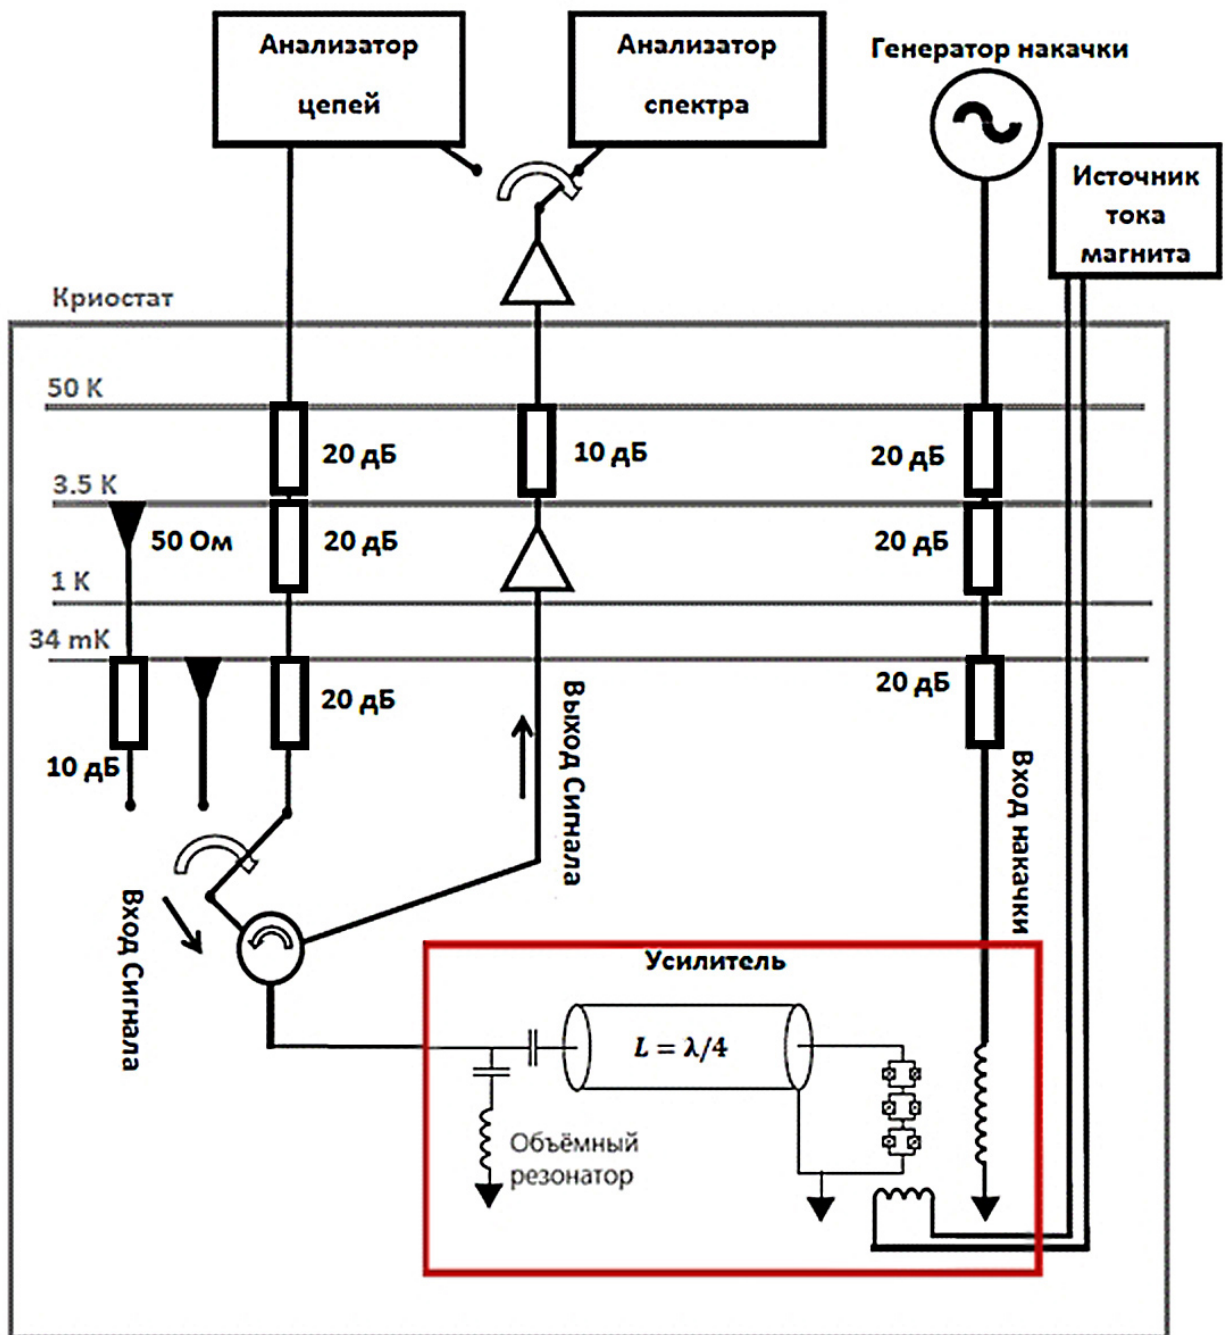 Анализатор
цепей
Анализатор
спектра
Генератор накачки
Источник
тока
магнита
Криостат
50 K
20 дБ
10 дБ
20 дБ
3.5 K
50 Ом
20 дБ
20 дБ
1 K
34 mK
20 дБ
20 дБ
10 дБ
Выход Сигнала
Вход накачки
Вход Сигнала
Усилитель
L = λ/4
Объёмный
резонатор